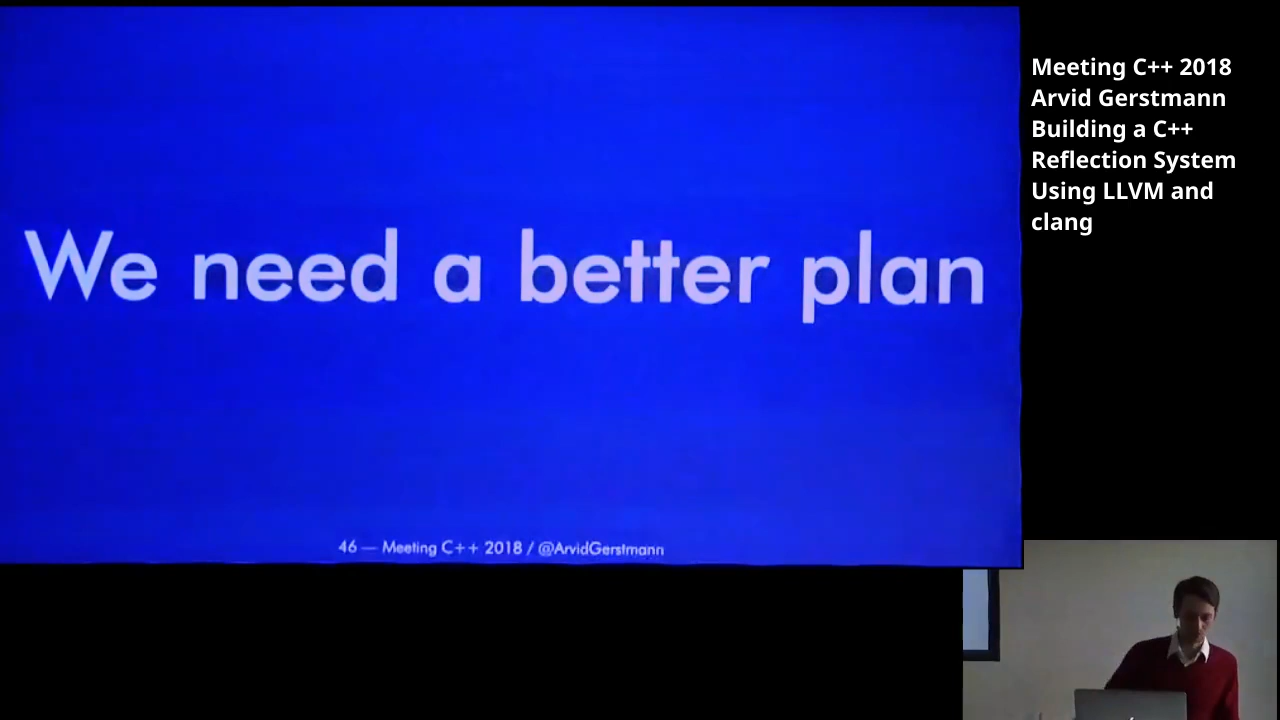 We need a better plan
46 — Meeting C++ 2018 / @ArvidGerstmann
Meeting C++ 2018
Arvid Gerstmann
Building a C++
Reflection System
Using LLVM and
clang